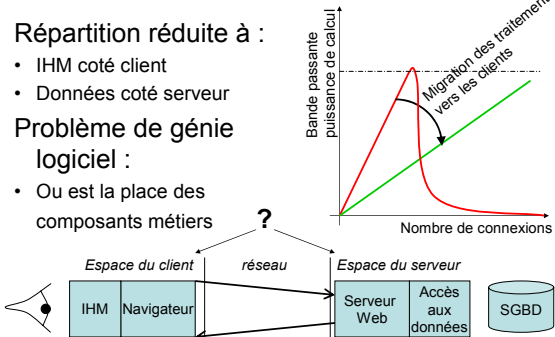 Répartition réduite à :
• IHM coté client
• Données coté serveur
Problème de génie
logiciel :
• Ou est la place des
composants métiers
Bande passante
puissance de calcul
Migration des traitement
vers les clients
Nombre de connexions
?
Espace du client
réseau
Espace du serveur
IHM
Navigateur
Serveur
Web
Accès
aux
données
SGBD